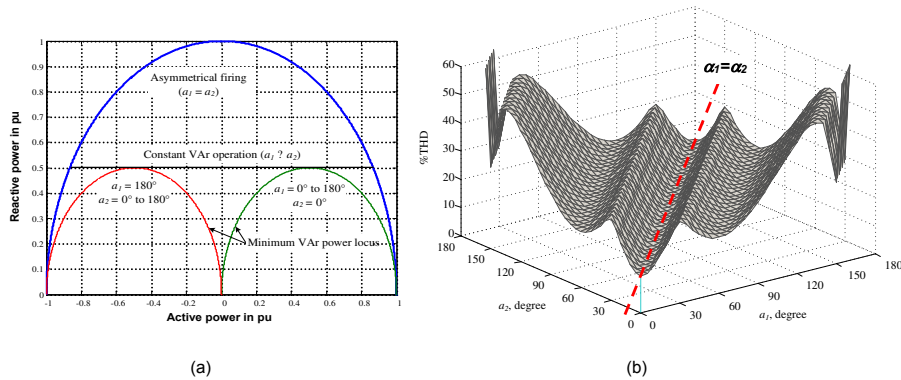 Reactive power in pu
1
0.9
0.8
0.7
0.6
0.5
0.4
0.3
0.2
0.1
0
-1
-0.8
-0.6
-0.4
-0.2
0
0.2
0.4
0.6
0.8
1
Active power in pu
Asymmetrical firing
(a1 = a2)
Constant VAr operation (a1 ? a2)
a1 = 180°
a2 = 0° to 180°
a1 = 0° to 180°
a2 = 0°
Minimum VAr power locus
(a)
%THD
60
50
40
30
20
10
0
180
150
120
90
60
30
0
a2, degree
0
30
60
90
120
150
180
a1, degree
α1=α2
(b)